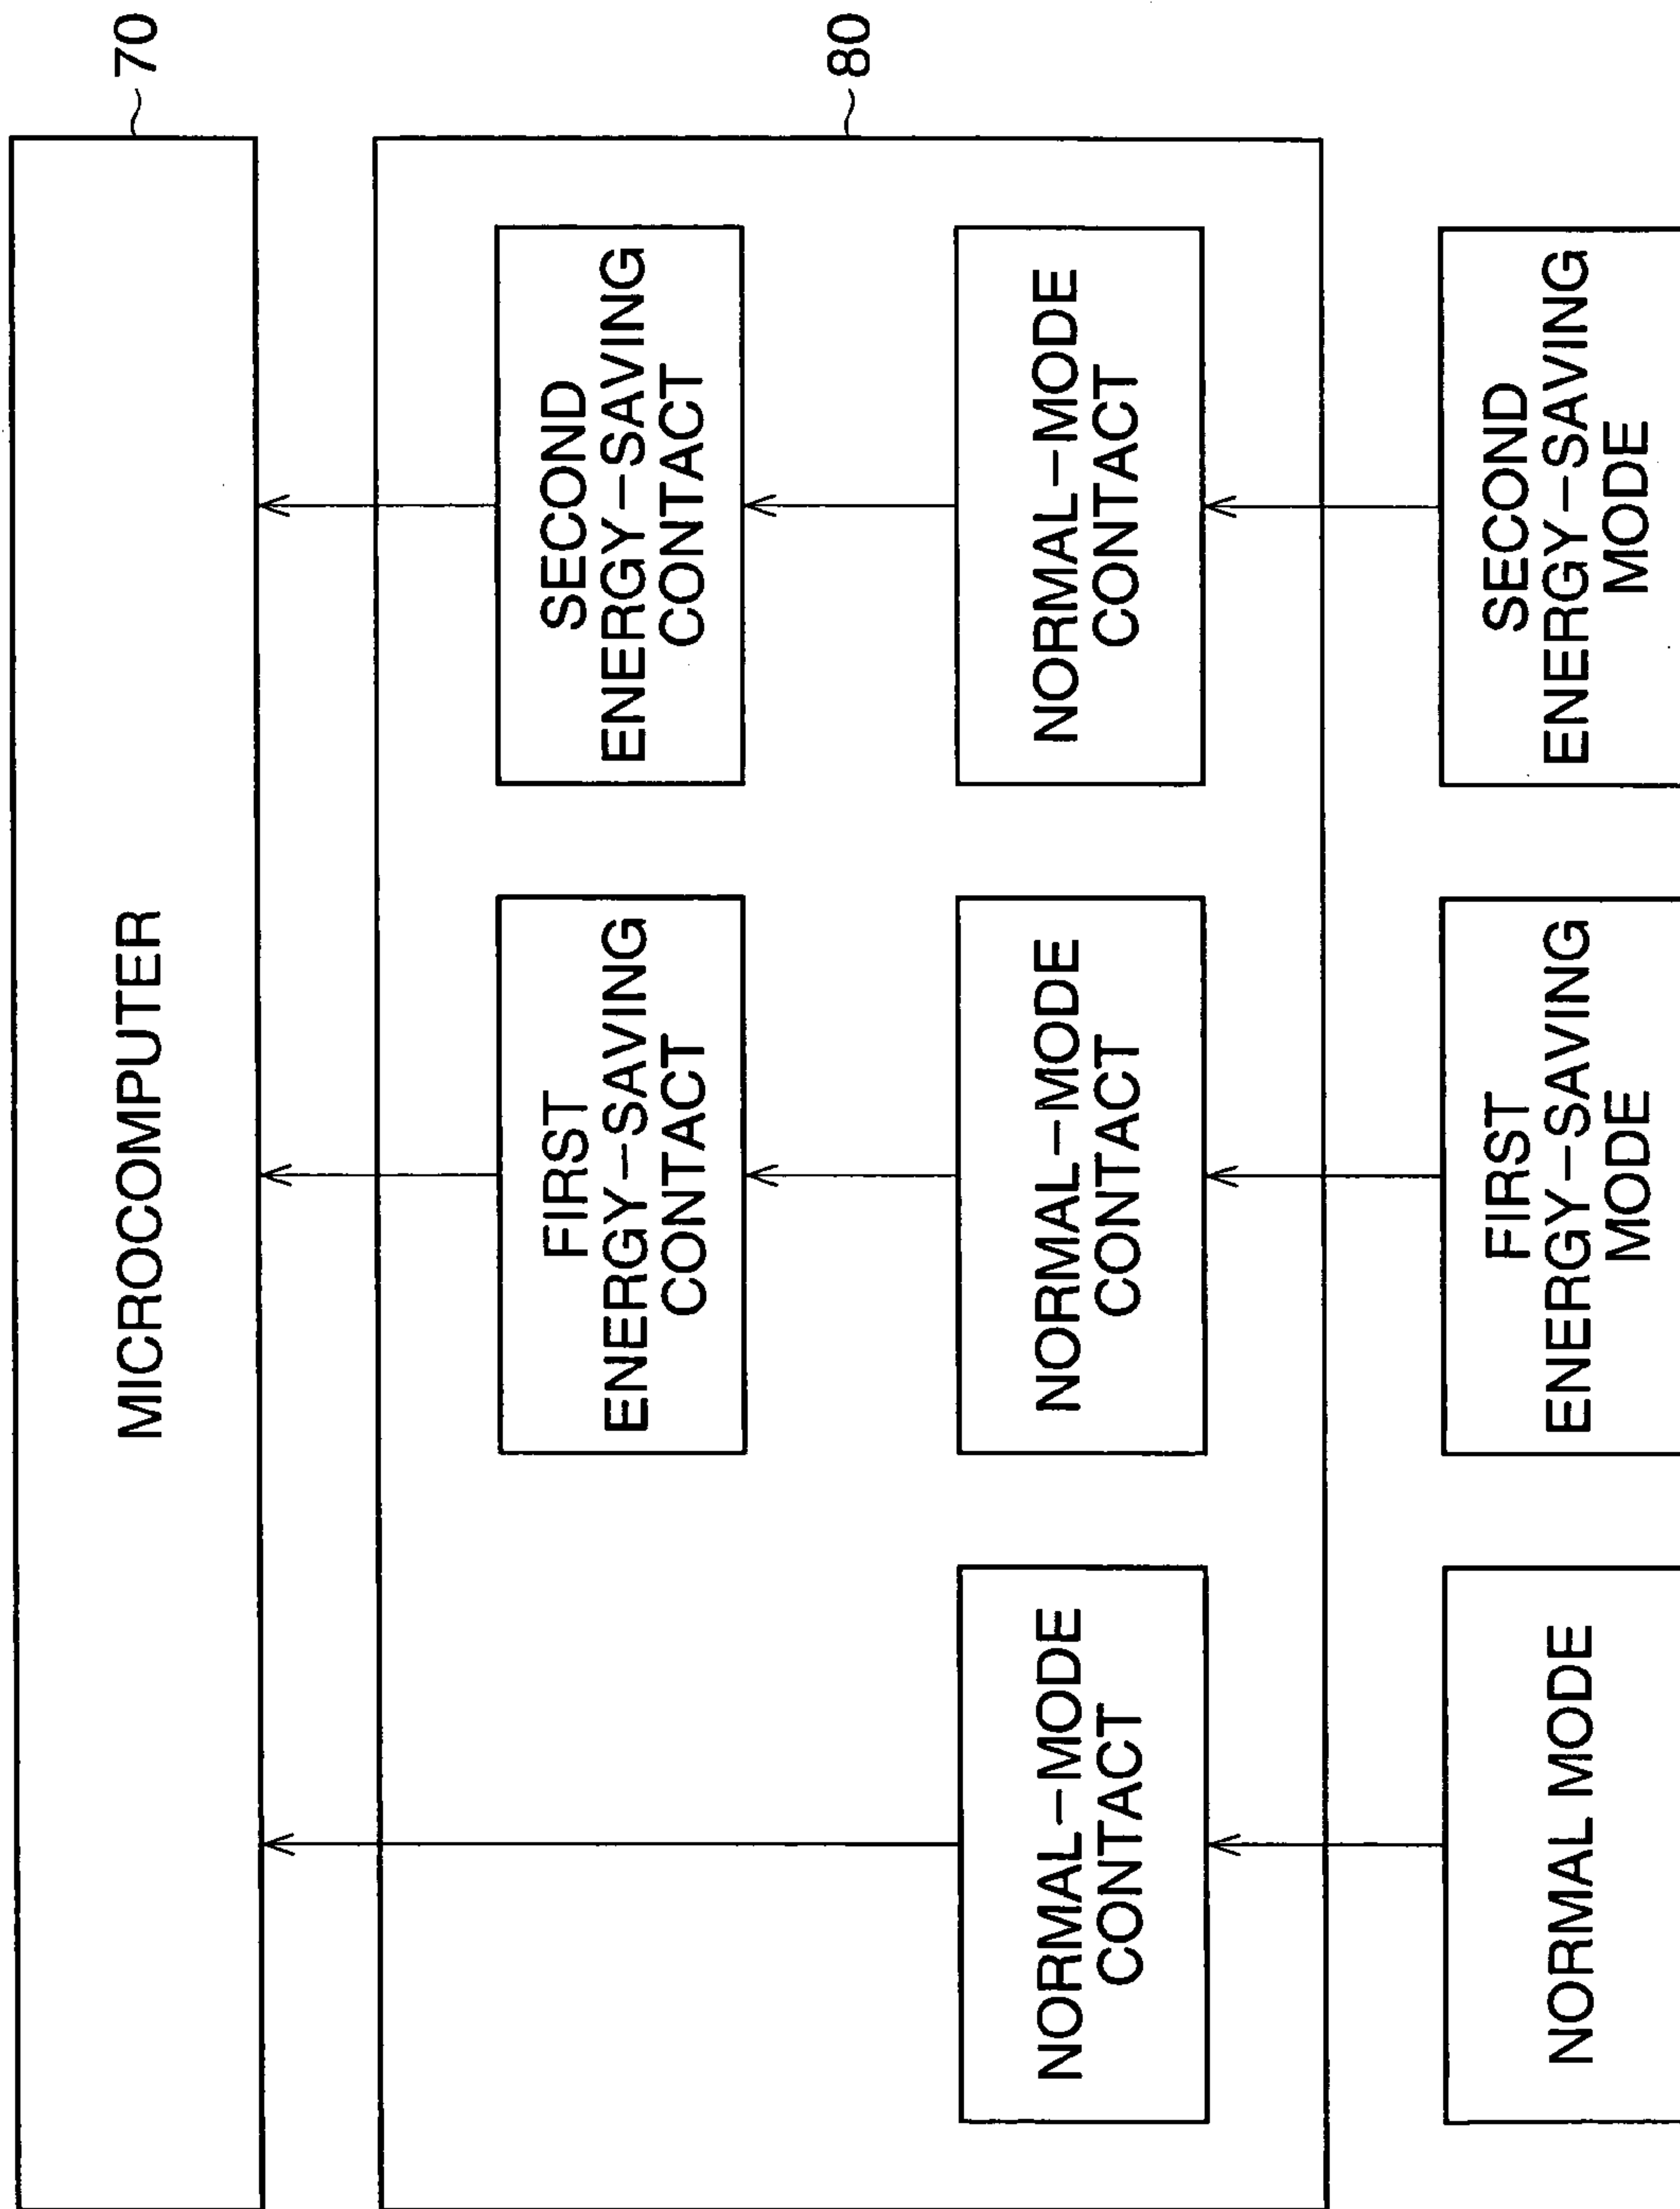 MICROCOMPUTER
70
80
FIRST
ENERGY-SAVING
CONTACT
SECOND
ENERGY-SAVING
CONTACT
NORMAL-MODE
CONTACT
NORMAL-MODE
CONTACT
NORMAL-MODE
CONTACT
NORMAL MODE
FIRST
ENERGY-SAVING
MODE
SECOND
ENERGY-SAVING
MODE